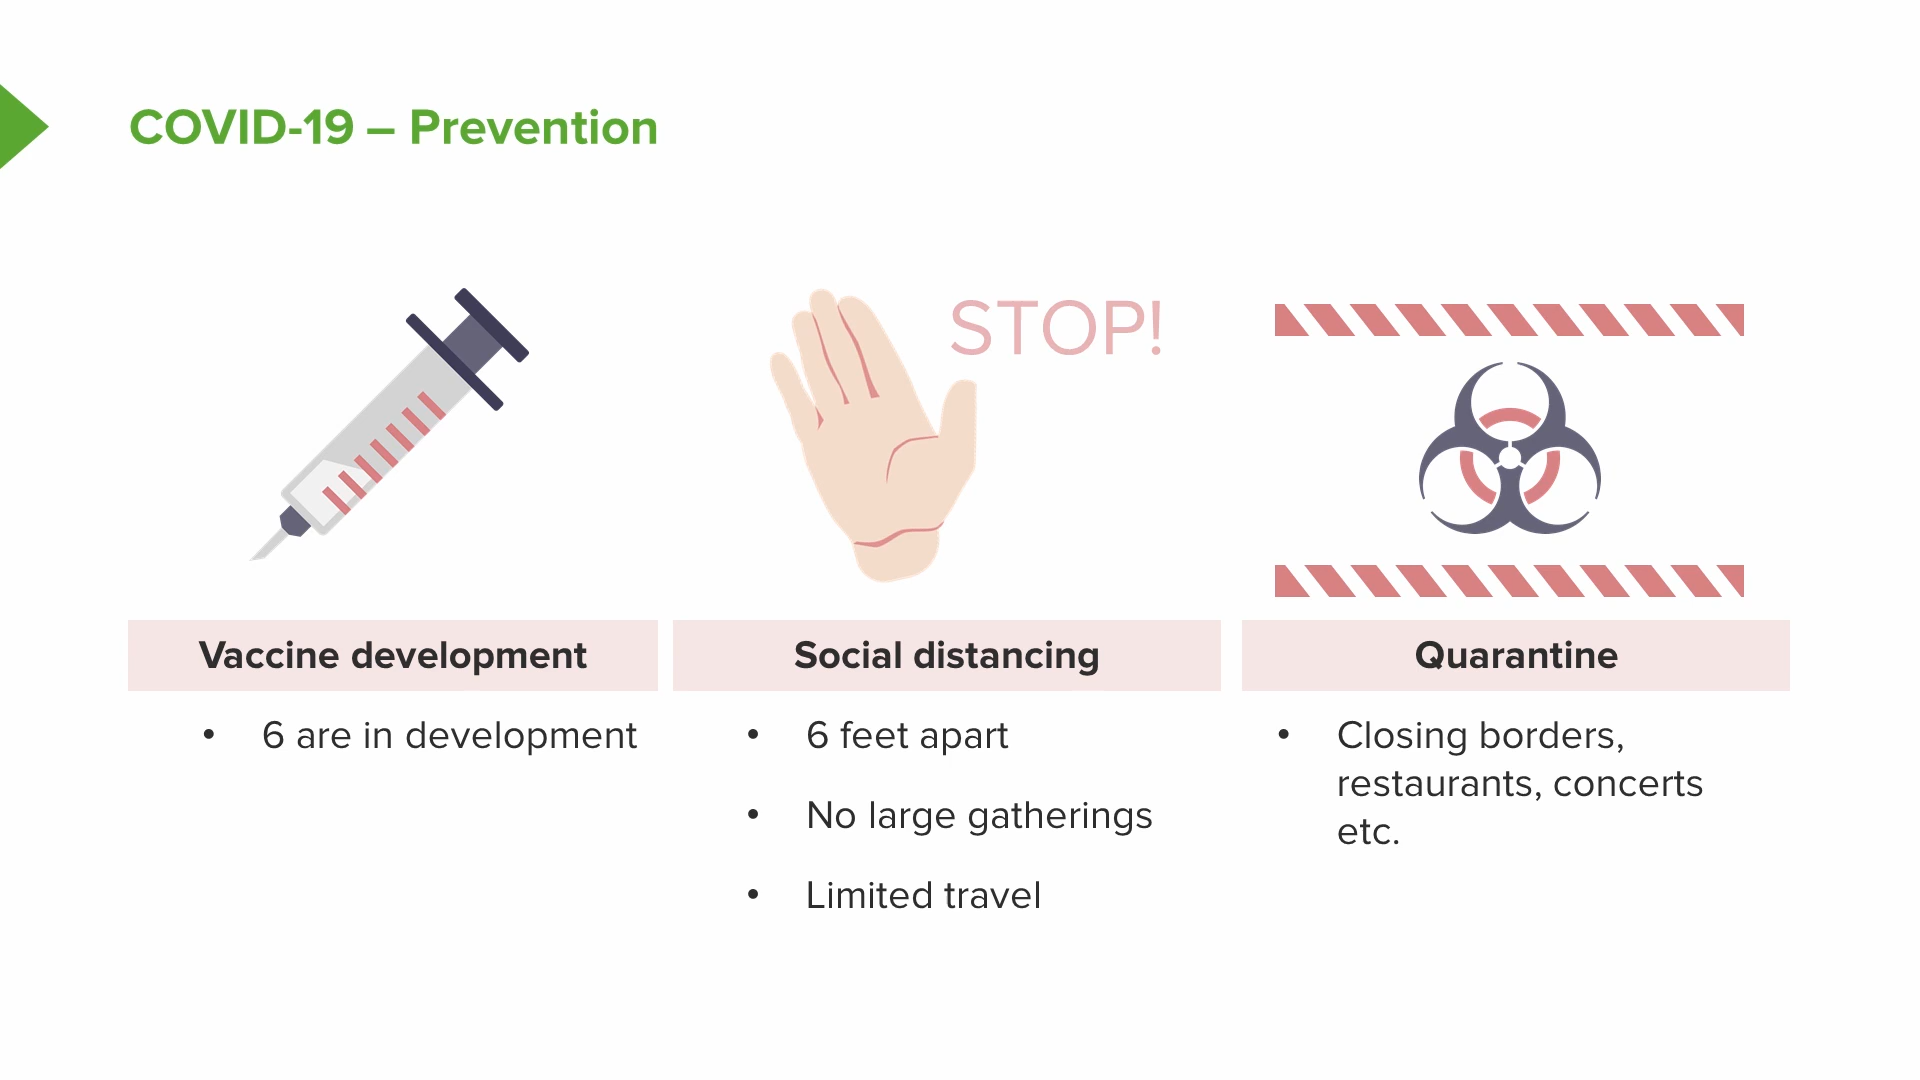 COVID-19 – Prevention
STOP!
Vaccine development
• 6 are in development
Social distancing
• 6 feet apart
• No large gatherings
• Limited travel
Quarantine
• Closing borders,
restaurants, concerts
etc.